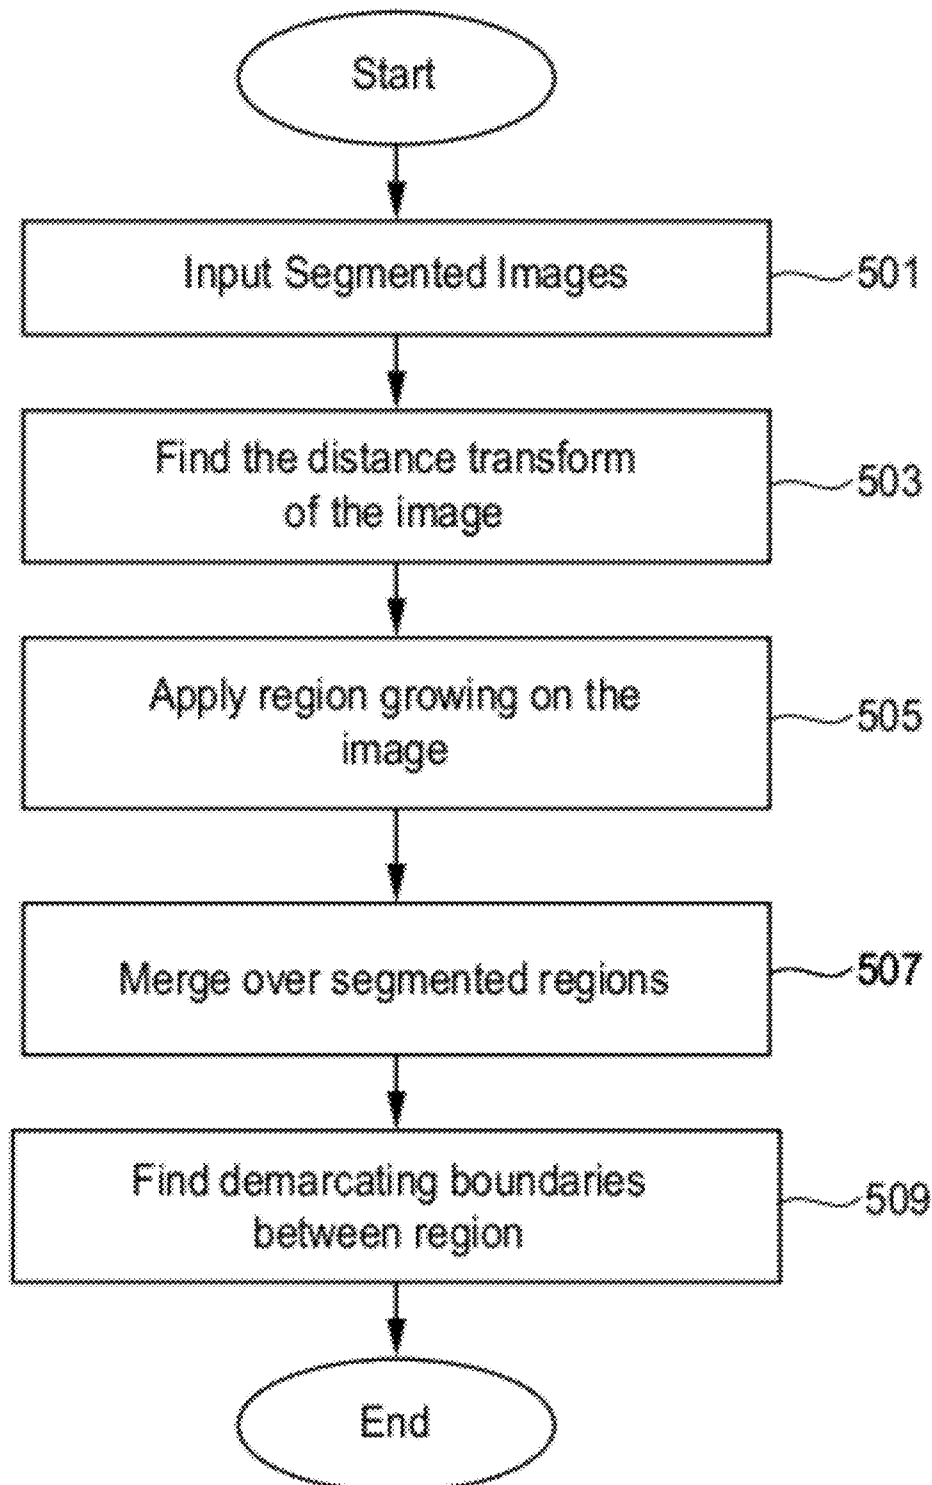 Start
Input Segmented Images
501
Find the distance transform
of the image
503
Apply region growing on the
image
505
Merge over segmented regions
507
Find demarcating boundaries
between region
509
End